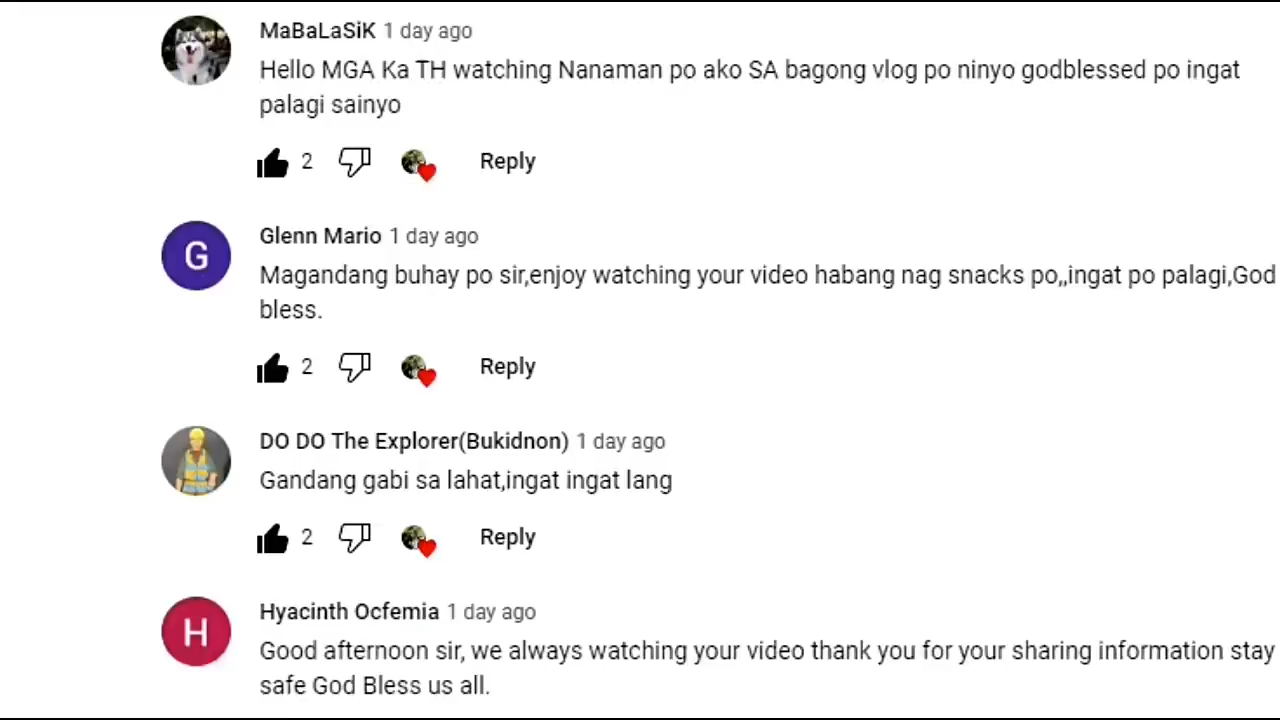 MaBaLaSiK 1 day ago
Hello MGA Ka TH watching Nanaman po ako SA bagong vlog po ninyo godblessed po ingat
palagi sainyo
2 Reply
G
Glenn Mario 1 day ago
Magandang buhay po sir,enjoy watching your video habang nag snacks po,,ingat po palagi,God
bless.
2 Reply
DO DO The Explorer(Bukidnon) 1 day ago
Gandang gabi sa lahat,ingat ingat lang
2 Reply
H
Hyacinth Ocfemia 1 day ago
Good afternoon sir, we always watching your video thank you for your sharing information stay
safe God Bless us all.